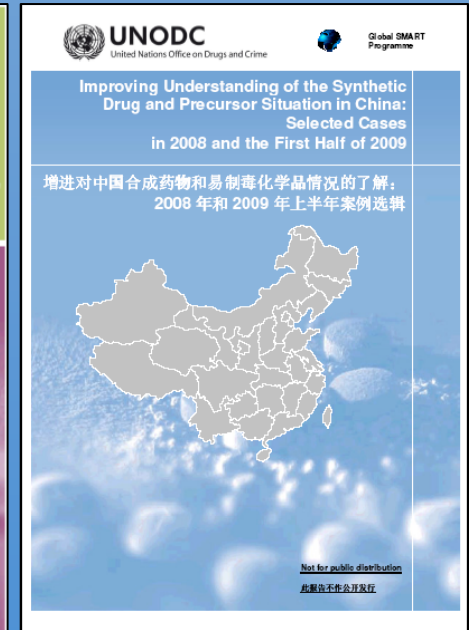 UNODC
United Nations Office on Drugs and Crime
Global SMART
Programme
Improving Understanding of the Synthetic
Drug and Precursor Situation in China:
Selected Cases
in 2008 and the First Half of 2009
增进对中国合成药物和易制毒化学品情况的了解：
2008 年和 2009 年上半年案例选辑
Not for public distribution
此报告不作公开发行